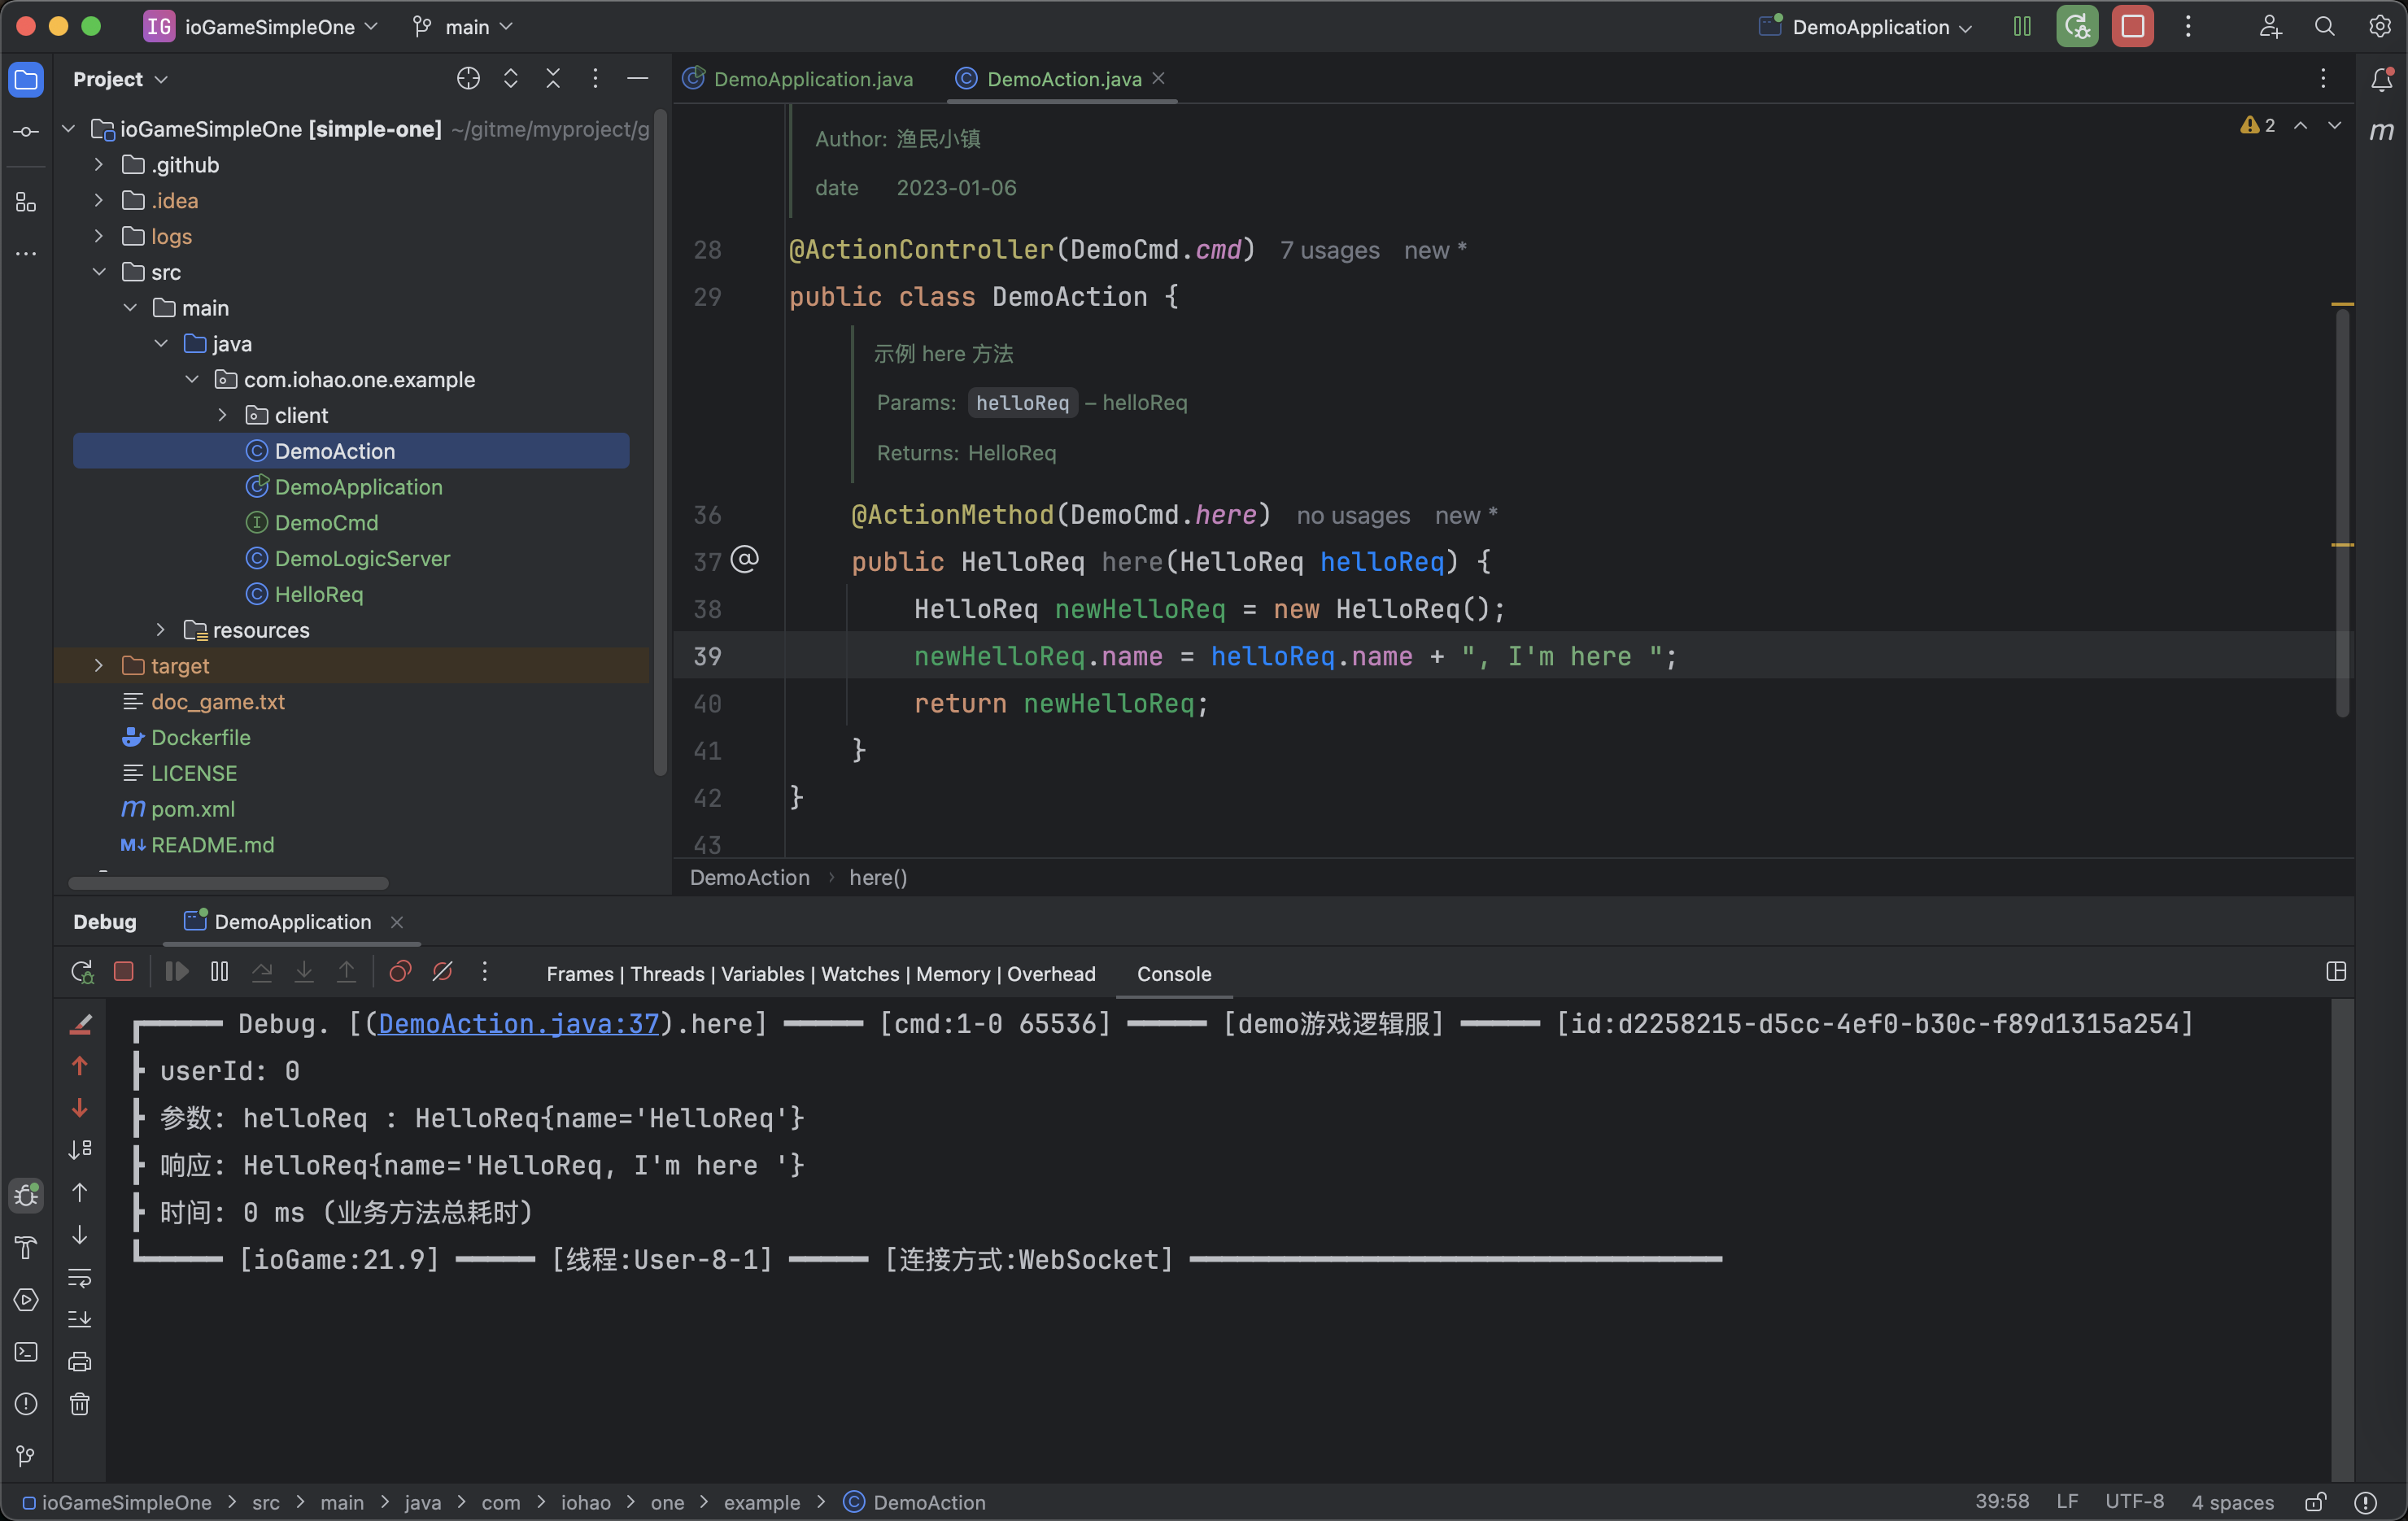 IG ioGameSimpleOne main DemoApplication
Project
ioGameSimpleOne [simple-one] ~/gitme/myproject/g
.github
.idea
logs
src
main
java
com.iohao.one.example
client
DemoAction
DemoApplication
DemoCmd
DemoLogicServer
HelloReq
resources
target
doc_game.txt
Dockerfile
LICENSE
m pom.xml
M↓ README.md
DemoApplication.java DemoAction.java
2
m
Author: 渔民小镇
date 2023-01-06
28 @ActionController(DemoCmd.cmd) 7 usages new *
29 public class DemoAction {
示例 here 方法
Params: helloReq – helloReq
Returns: HelloReq
36 @ActionMethod(DemoCmd.here) no usages new *
37 public HelloReq here(HelloReq helloReq) {
38 HelloReq newHelloReq = new HelloReq();
39 newHelloReq.name = helloReq.name + ", I'm here ";
40 return newHelloReq;
41 }
42 }
43
DemoAction › here()
Debug DemoApplication
Frames | Threads | Variables | Watches | Memory | Overhead Console
┏━━━━━ Debug. [(DemoAction.java:37).here] ━━━━━ [cmd:1-0 65536] ━━━━━ [demo游戏逻辑服] ━━━━━ [id:d2258215-d5cc-4ef0-b30c-f89d1315a254]
┣ userId: 0
┣ 参数: helloReq : HelloReq{name='HelloReq'}
┣ 响应: HelloReq{name='HelloReq, I'm here '}
┣ 时间: 0 ms (业务方法总耗时)
┗━━━━━ [ioGame:21.9] ━━━━━ [线程:User-8-1] ━━━━━ [连接方式:WebSocket] ━━━━━━━━━━━━━━━━━━━━━━━━━━━━━━━━━━
ioGameSimpleOne › src › main › java › com › iohao › one › example › DemoAction 39:58 LF UTF-8 4 spaces